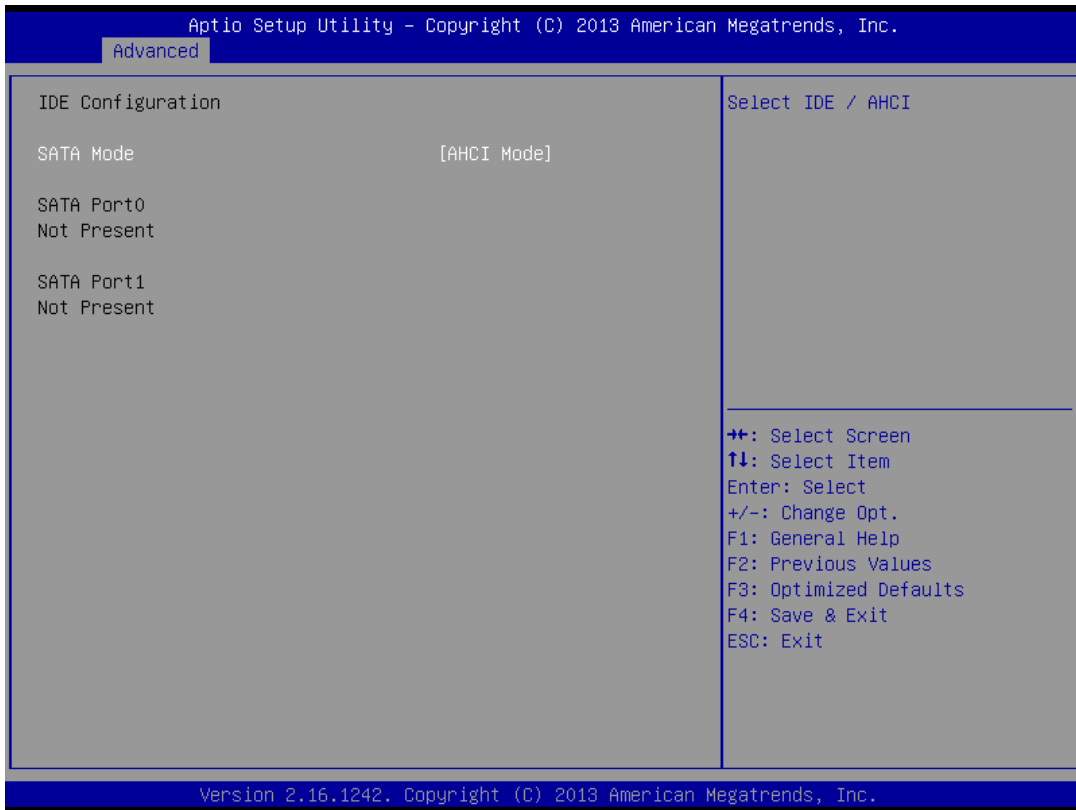 Aptio Setup Utility – Copyright (C) 2013 American Megatrends, Inc.
Advanced
IDE Configuration
SATA Mode [AHCI Mode]
SATA Port0
Not Present
SATA Port1
Not Present
Select IDE / AHCI
→←: Select Screen
↑↓: Select Item
Enter: Select
+/-: Change Opt.
F1: General Help
F2: Previous Values
F3: Optimized Defaults
F4: Save & Exit
ESC: Exit
Version 2.16.1242. Copyright (C) 2013 American Megatrends, Inc.